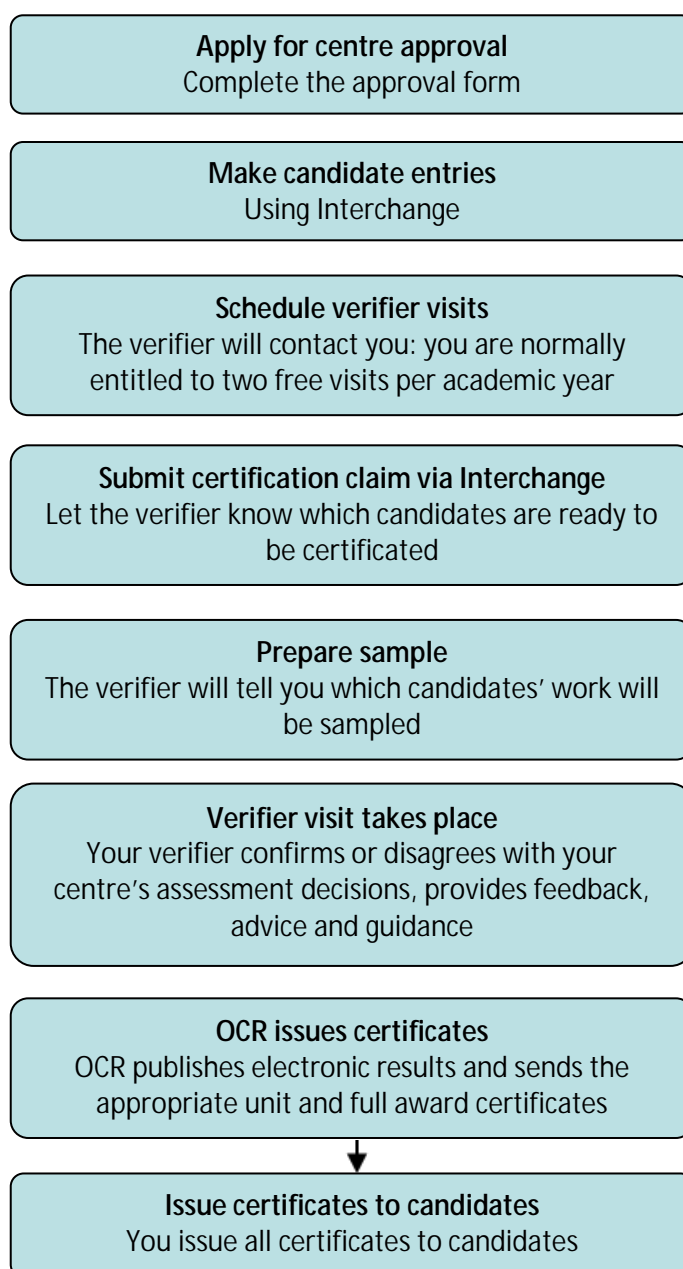 Apply for centre approval
Complete the approval form
Make candidate entries
Using Interchange
Schedule verifier visits
The verifier will contact you: you are normally
entitled to two free visits per academic year
Submit certification claim via Interchange
Let the verifier know which candidates are ready to
be certificated
Prepare sample
The verifier will tell you which candidates’ work will
be sampled
Verifier visit takes place
Your verifier confirms or disagrees with your
centre’s assessment decisions, provides feedback,
advice and guidance
OCR issues certificates
OCR publishes electronic results and sends the
appropriate unit and full award certificates
Issue certificates to candidates
You issue all certificates to candidates